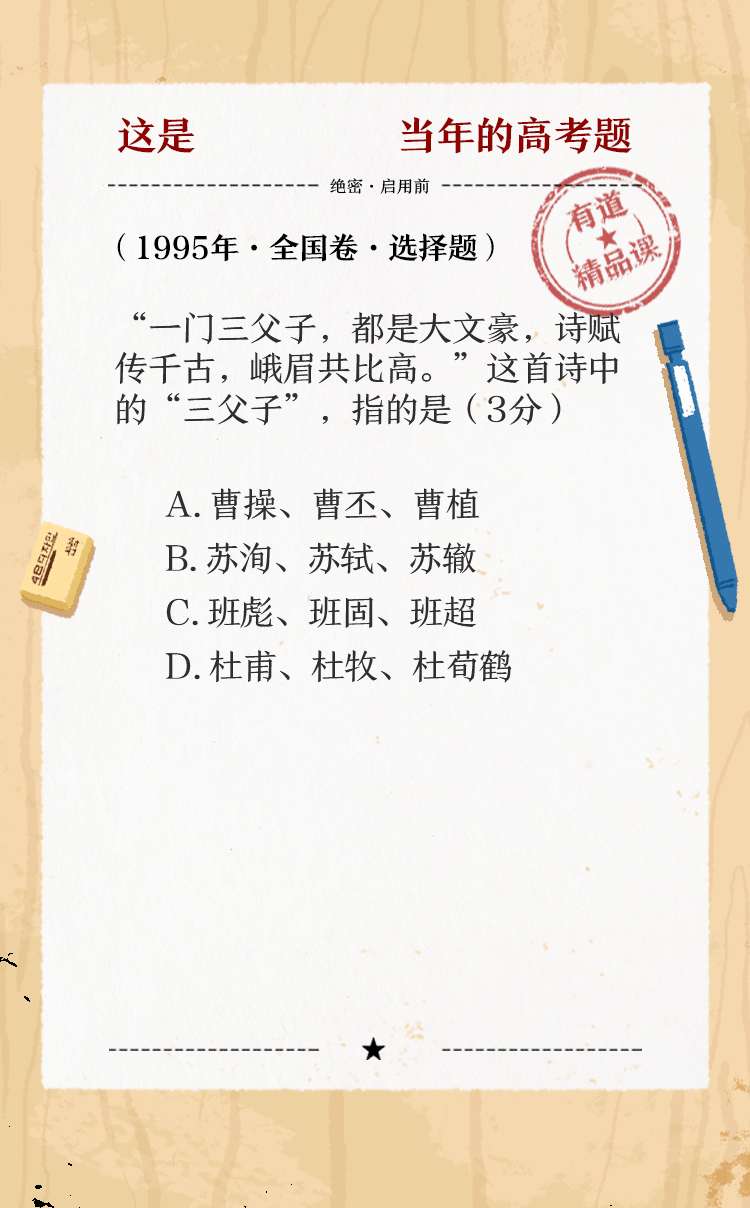 这是 当年的高考题
绝密·启用前
有道
精品课
（1995年·全国卷·选择题）
“一门三父子，都是大文豪，诗赋
传千古，峨眉共比高。”这首诗中
的“三父子”，指的是（3分）
A. 曹操、曹丕、曹植
B. 苏洵、苏轼、苏辙
C. 班彪、班固、班超
D. 杜甫、杜牧、杜荀鹤